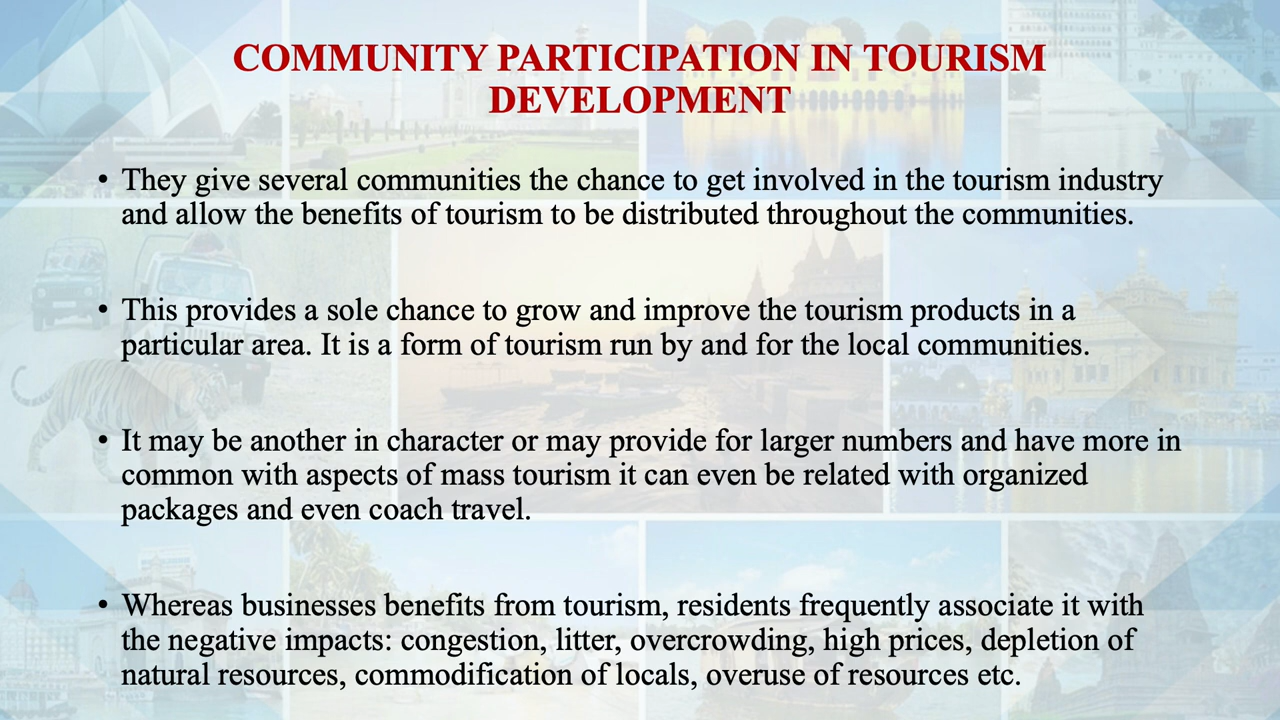 COMMUNITY PARTICIPATION IN TOURISM
DEVELOPMENT
• They give several communities the chance to get involved in the tourism industry
and allow the benefits of tourism to be distributed throughout the communities.
• This provides a sole chance to grow and improve the tourism products in a
particular area. It is a form of tourism run by and for the local communities.
• It may be another in character or may provide for larger numbers and have more in
common with aspects of mass tourism it can even be related with organized
packages and even coach travel.
• Whereas businesses benefits from tourism, residents frequently associate it with
the negative impacts: congestion, litter, overcrowding, high prices, depletion of
natural resources, commodification of locals, overuse of resources etc.